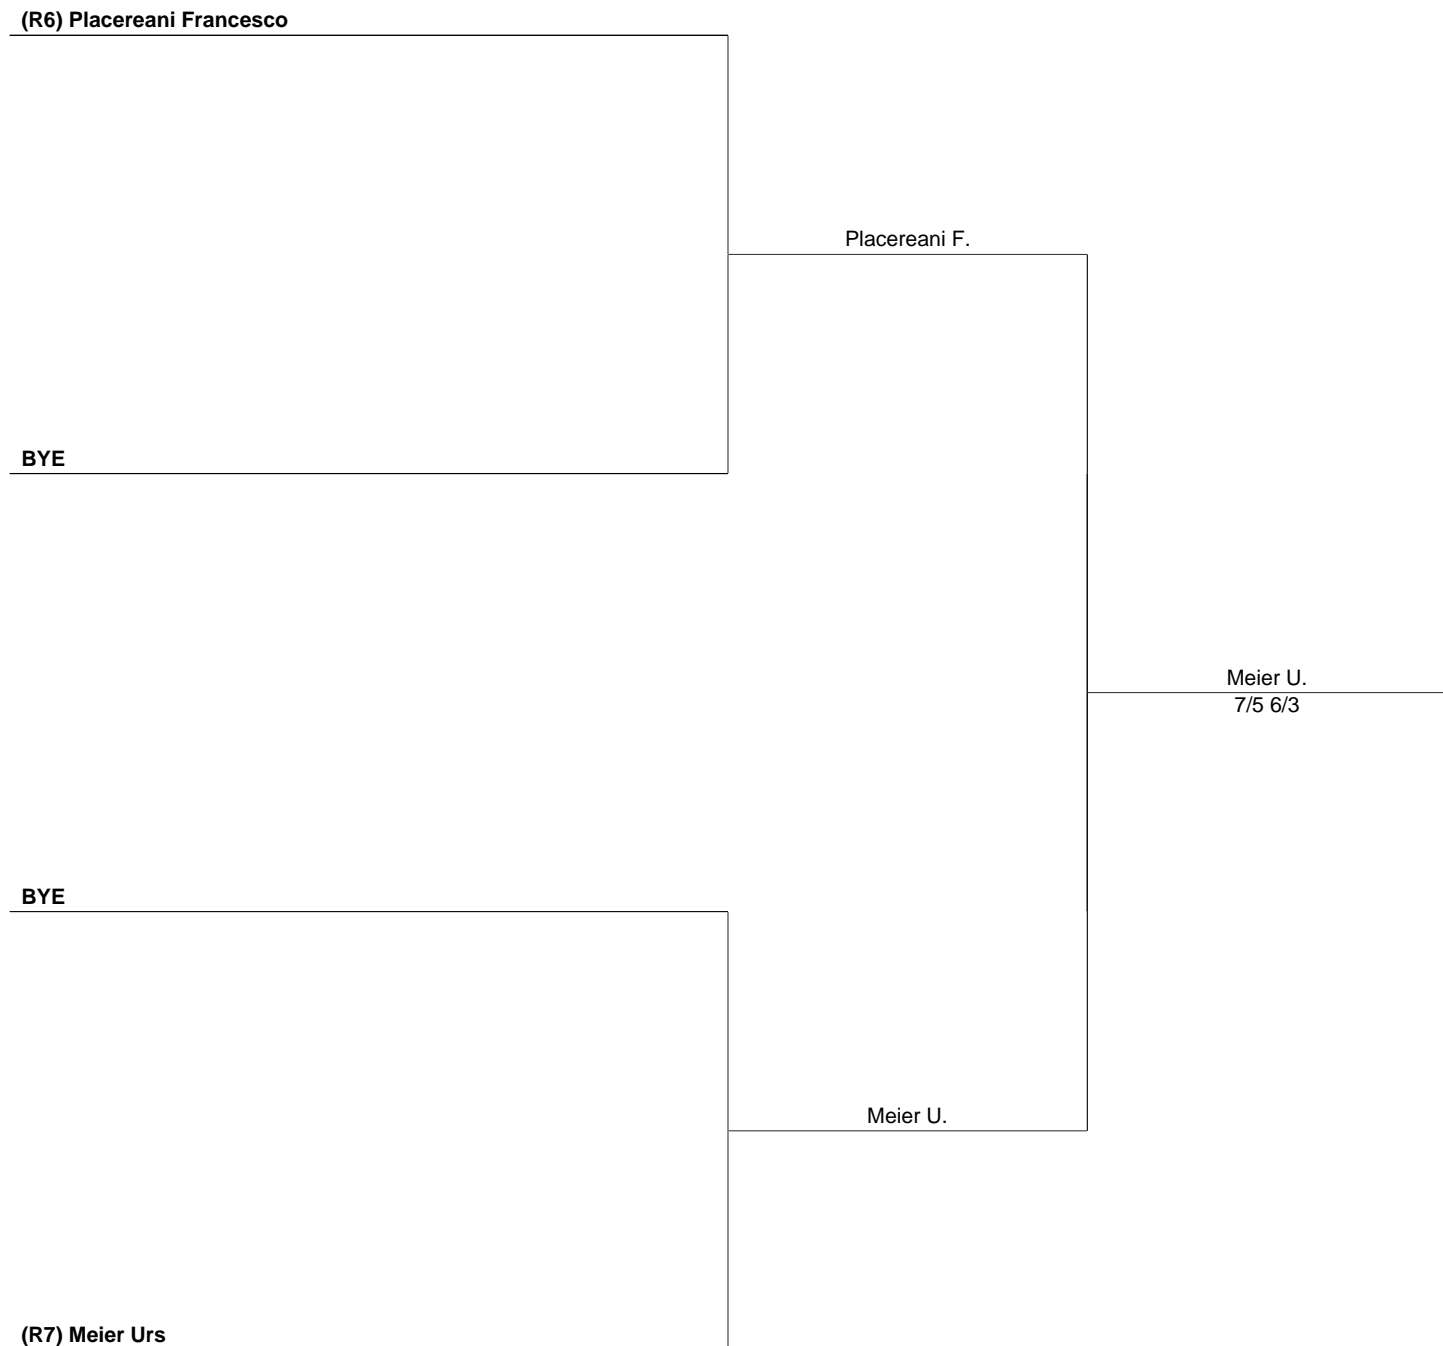 (R6) Placereani Francesco
Placereani F.
BYE
Meier U.
7/5 6/3
BYE
Meier U.
(R7) Meier Urs